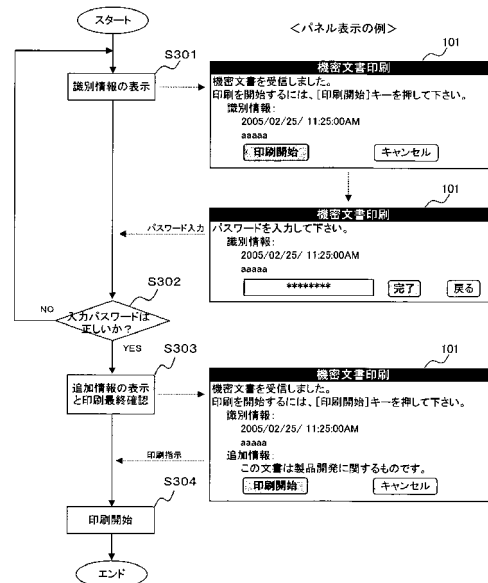 スタート
<パネル表示の例>
S301
識別情報の表示
101
機密文書印刷
機密文書を受信しました。
印刷を開始するには、[印刷開始]キーを押して下さい。
識別情報:
2005/02/25/ 11:25:00AM
aaaaa
印刷開始
キャンセル
101
機密文書印刷
パスワード入力
パスワードを入力して下さい。
識別情報:
2005/02/25/ 11:25:00AM
aaaaa
********
完了
戻る
S302
NO
入力パスワードは
正しいか?
YES
S303
追加情報の表示
と印刷最終確認
101
機密文書印刷
機密文書を受信しました。
印刷を開始するには、[印刷開始]キーを押して下さい。
識別情報:
2005/02/25/ 11:25:00AM
aaaaa
追加情報:
この文書は製品開発に関するものです。
印刷開始
キャンセル
印刷指示
S304
印刷開始
エンド